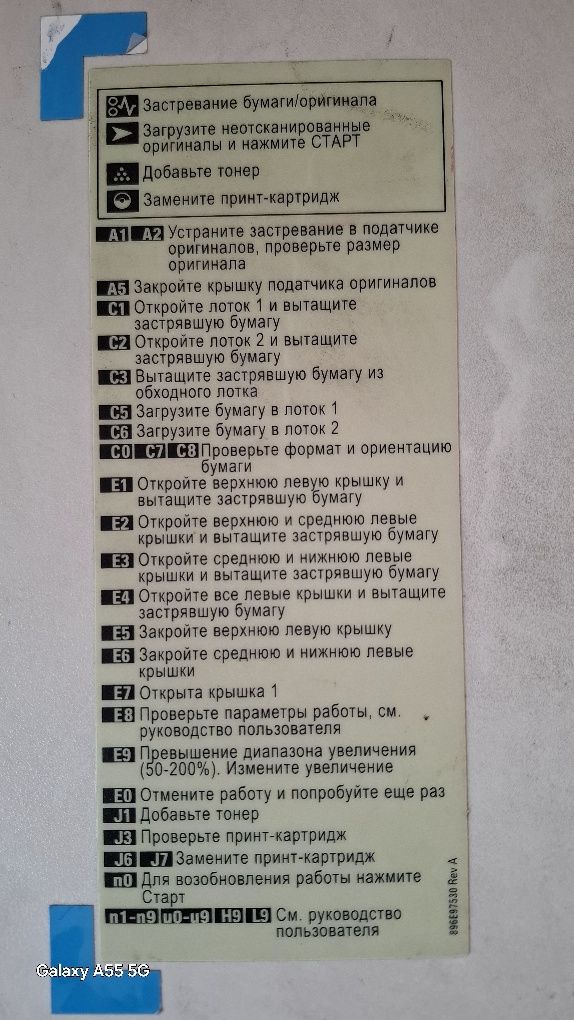 Застревание бумаги/оригинала
Загрузите неотсканированные
оригиналы и нажмите СТАРТ
Добавьте тонер
Замените принт-картридж
A1 A2 Устраните застревание в податчике
оригиналов, проверьте размер
оригинала
A5 Закройте крышку податчика оригиналов
C1 Откройте лоток 1 и вытащите
застрявшую бумагу
C2 Откройте лоток 2 и вытащите
застрявшую бумагу
C3 Вытащите застрявшую бумагу из
обходного лотка
C5 Загрузите бумагу в лоток 1
C6 Загрузите бумагу в лоток 2
C0 C7 C8 Проверьте формат и ориентацию
бумаги
E1 Откройте верхнюю левую крышку и
вытащите застрявшую бумагу
E2 Откройте верхнюю и среднюю левые
крышки и вытащите застрявшую бумагу
E3 Откройте среднюю и нижнюю левые
крышки и вытащите застрявшую бумагу
E4 Откройте все левые крышки и вытащите
застрявшую бумагу
E5 Закройте верхнюю левую крышку
E6 Закройте среднюю и нижнюю левые
крышки
E7 Открыта крышка 1
E8 Проверьте параметры работы, см.
руководство пользователя
E9 Превышение диапазона увеличения
(50-200%). Измените увеличение
E0 Отмените работу и попробуйте еще раз
J1 Добавьте тонер
J3 Проверьте принт-картридж
J6 J7 Замените принт-картридж
n0 Для возобновления работы нажмите
Старт
n1-n9 u0-u9 H9 L9 См. руководство
пользователя
896E97530 Rev A
Galaxy A55 5G